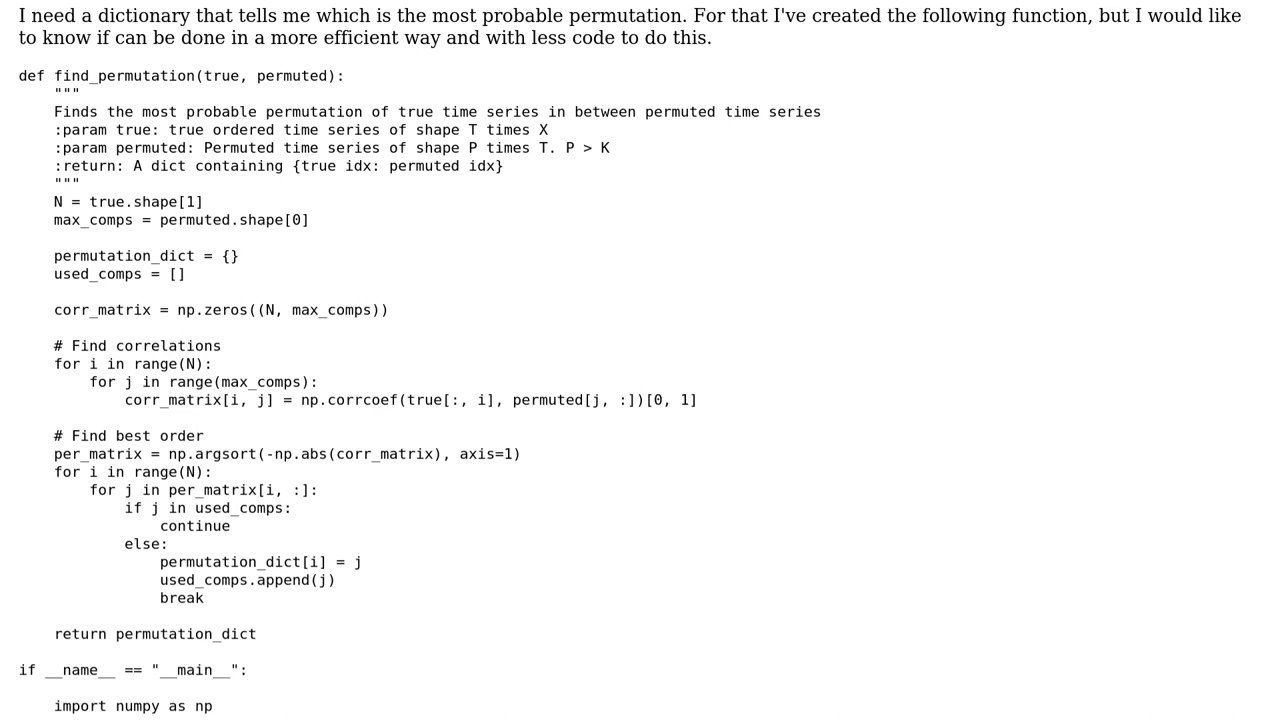 I need a dictionary that tells me which is the most probable permutation. For that I've created the following function, but I would like
to know if can be done in a more efficient way and with less code to do this.
def find_permutation(true, permuted):
    """
    Finds the most probable permutation of true time series in between permuted time series
    :param true: true ordered time series of shape T times X
    :param permuted: Permuted time series of shape P times T. P > K
    :return: A dict containing {true idx: permuted idx}
    """
    N = true.shape[1]
    max_comps = permuted.shape[0]

    permutation_dict = {}
    used_comps = []

    corr_matrix = np.zeros((N, max_comps))

    # Find correlations
    for i in range(N):
        for j in range(max_comps):
            corr_matrix[i, j] = np.corrcoef(true[:, i], permuted[j, :])[0, 1]

    # Find best order
    per_matrix = np.argsort(-np.abs(corr_matrix), axis=1)
    for i in range(N):
        for j in per_matrix[i, :]:
            if j in used_comps:
                continue
            else:
                permutation_dict[i] = j
                used_comps.append(j)
                break

    return permutation_dict

if __name__ == "__main__":

    import numpy as np